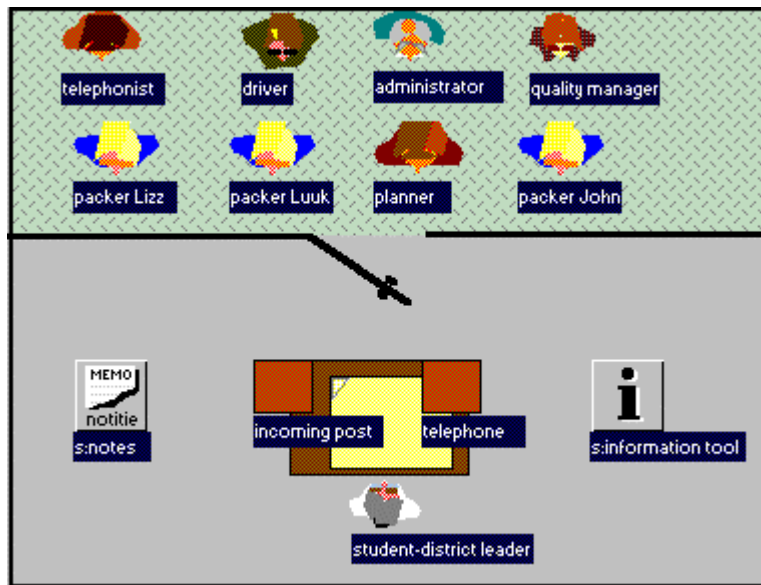 telephonist
driver
administrator
quality manager
packer Lizz
packer Luuk
planner
packer John
MEMO
notitie
s:notes
incoming post
telephone
i
s:information tool
student-district leader